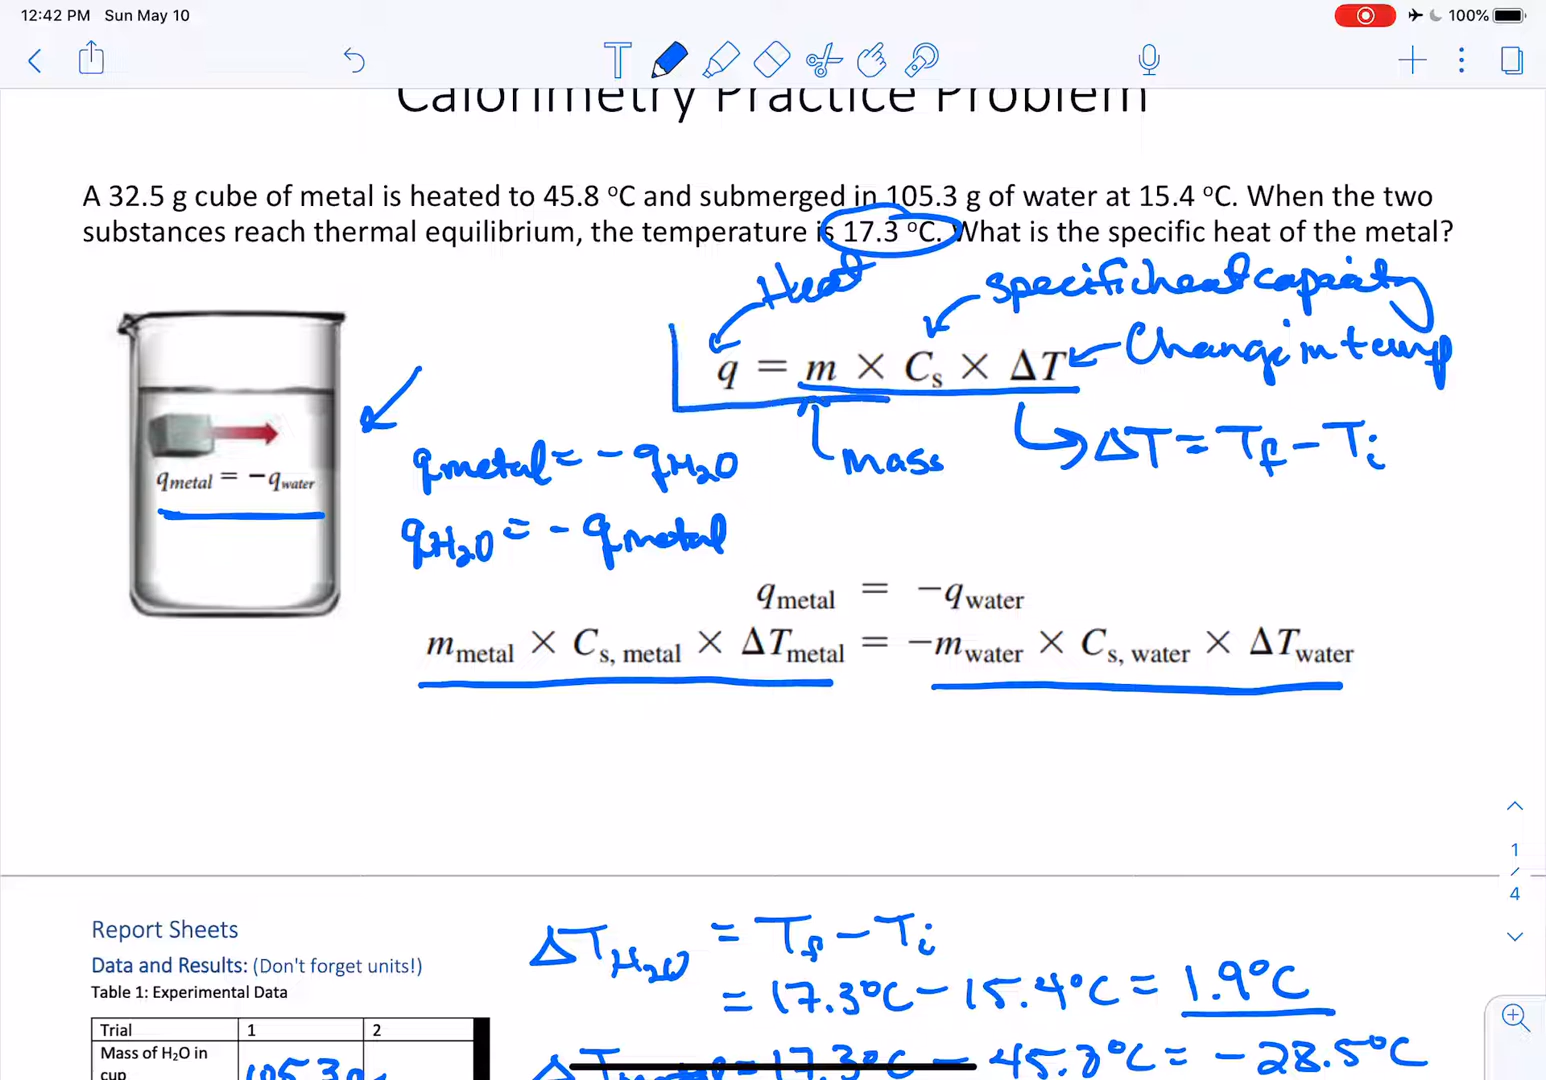 12:42 PM Sun May 10
100%
Calorimetry Practice Problem
A 32.5 g cube of metal is heated to 45.8 °C and submerged in 105.3 g of water at 15.4 °C. When the two
substances reach thermal equilibrium, the temperature is 17.3 °C. What is the specific heat of the metal?
Heat
specific heat capacity
q = m × Cs × ΔT
Change in temp
mass
ΔT = Tf − Ti
qmetal = −qwater
qmetal = − qH₂O
qH₂O = − qmetal
qmetal = −qwater
mmetal × Cs, metal × ΔTmetal = −mwater × Cs, water × ΔTwater
1
/
4
Report Sheets
Data and Results: (Don't forget units!)
Table 1: Experimental Data
Trial 1 2
Mass of H₂O in
cup
105.3g
ΔTH₂O = Tf − Ti
= 17.3°C − 15.4°C = 1.9°C
ΔTmetal = 17.3°C − 45.8°C = −28.5°C